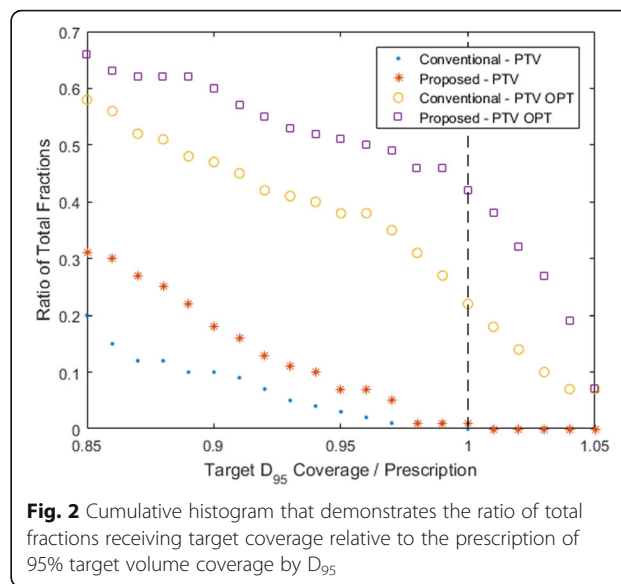 0.7
0.6
0.5
0.4
0.3
0.2
0.1
0
Ratio of Total Fractions
Conventional - PTV
Proposed - PTV
Conventional - PTV OPT
Proposed - PTV OPT
0.85
0.9
0.95
1
1.05
Target D95 Coverage / Prescription
Fig. 2 Cumulative histogram that demonstrates the ratio of total
fractions receiving target coverage relative to the prescription of
95% target volume coverage by D95